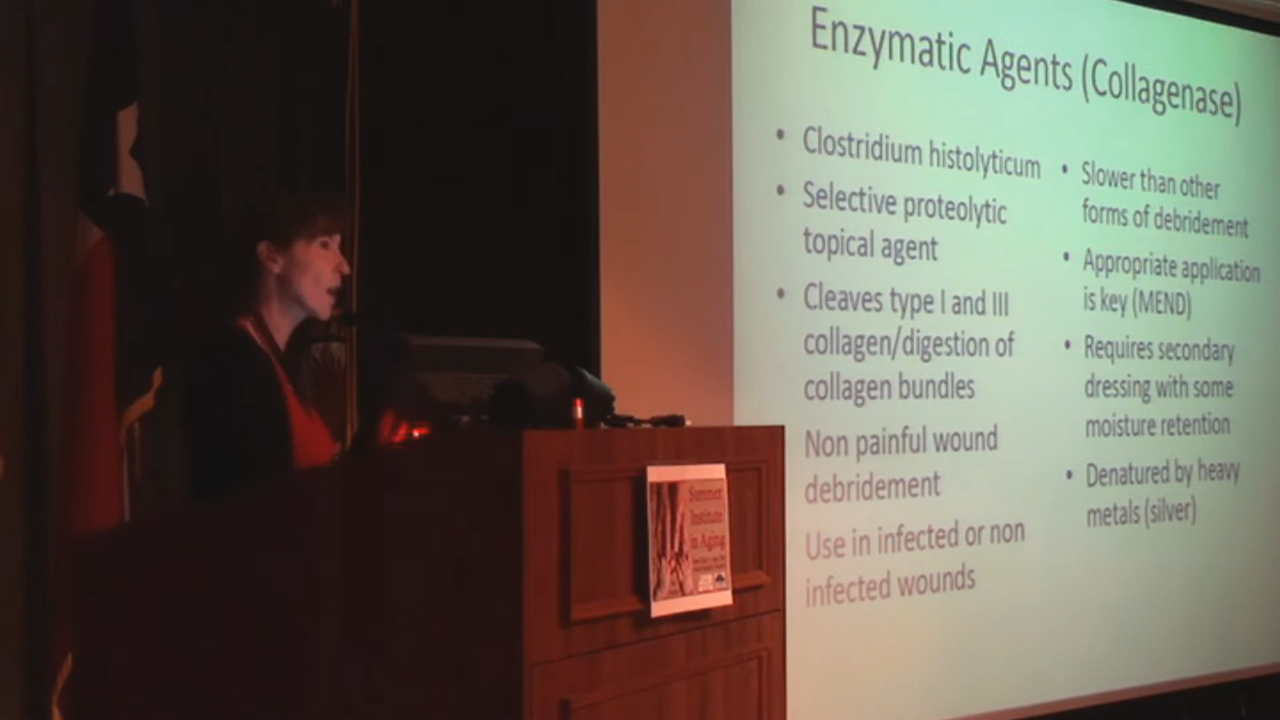 Enzymatic Agents (Collagenase)
• Clostridium histolyticum
• Selective proteolytic
topical agent
• Cleaves type I and III
collagen/digestion of
collagen bundles
Non painful wound
debridement
Use in infected or non
infected wounds
• Slower than other
forms of debridement
• Appropriate application
is key (MEND)
• Requires secondary
dressing with some
moisture retention
• Denatured by heavy
metals (silver)
Summer
Institute
in Aging